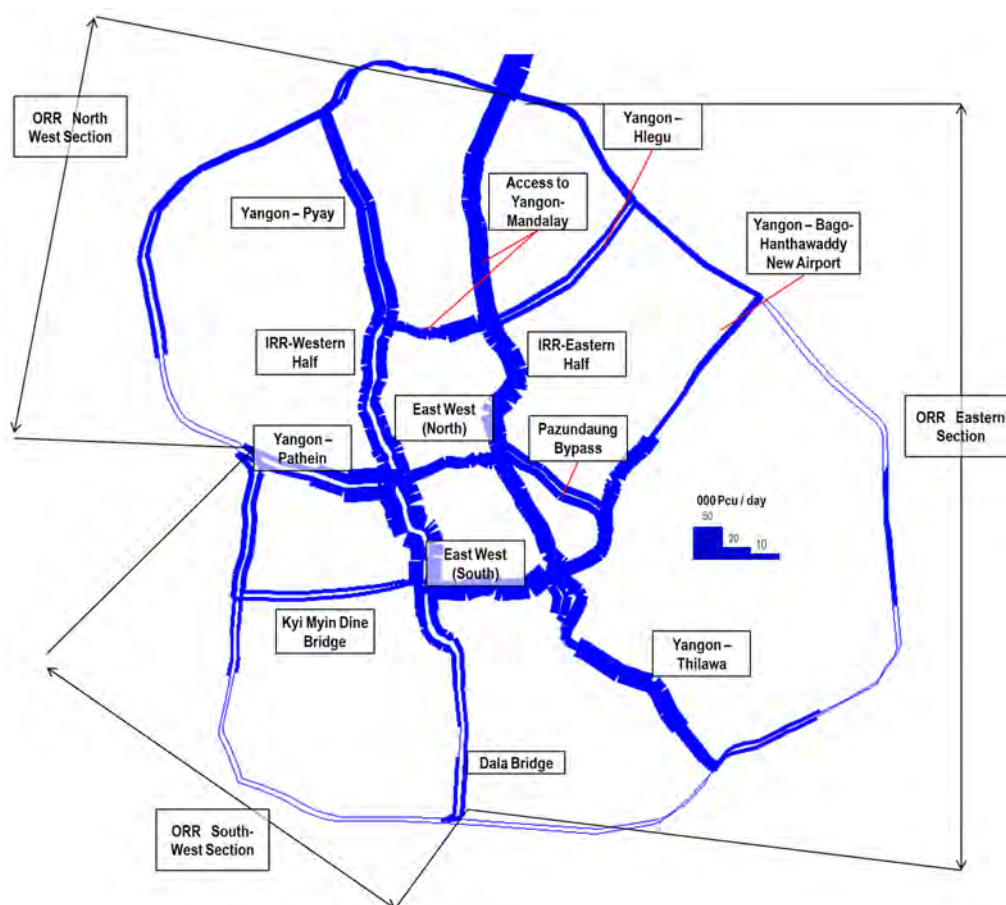 ORR North
West Section
Yangon –
Hlegu
Access to
Yangon-
Mandalay
Yangon – Pyay
Yangon – Bago-
Hanthawaddy
New Airport
IRR-Western
Half
IRR-Eastern
Half
East West
(North)
Pazundaung
Bypass
ORR Eastern
Section
Yangon –
Pathein
000 Pcu / day
50
20
10
East West
(South)
Kyi Myin Dine
Bridge
Yangon –
Thilawa
Dala Bridge
ORR South-
West Section